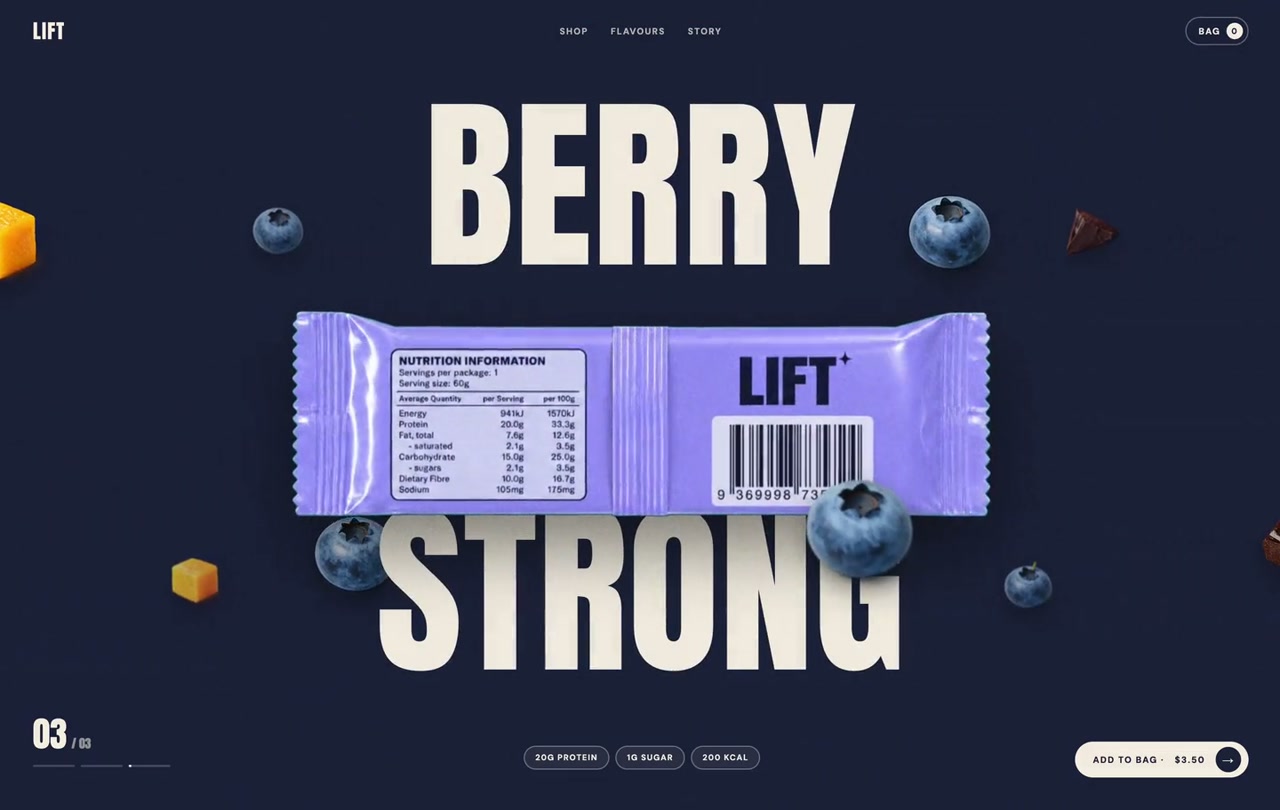 LIFT
SHOP FLAVOURS STORY
BAG 0
BERRY
NUTRITION INFORMATION
Servings per package: 1
Serving size: 60g
Average Quantity per Serving per 100g
Energy 941kJ 1570kJ
Protein 20.0g 33.3g
Fat, total 7.6g 12.6g
- saturated 2.1g 3.5g
Carbohydrate 15.0g 25.0g
- sugars 2.1g 3.5g
Dietary Fibre 10.0g 16.7g
Sodium 105mg 175mg
LIFT
9 369998 73
STRONG
03 / 03
20G PROTEIN
1G SUGAR
200 KCAL
ADD TO BAG · $3.50 →